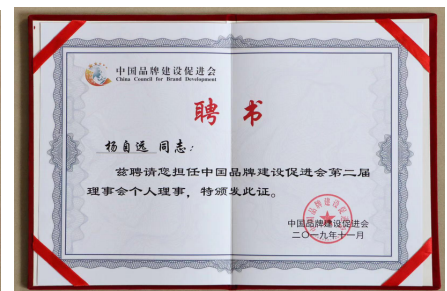 中国品牌建设促进会
China Council for Brand Development
聘书
杨自远 同志：
兹聘请您担任中国品牌建设促进会第二届
理事会个人理事，特颁发此证。
中国品牌建设促进会
二〇一九年十一月